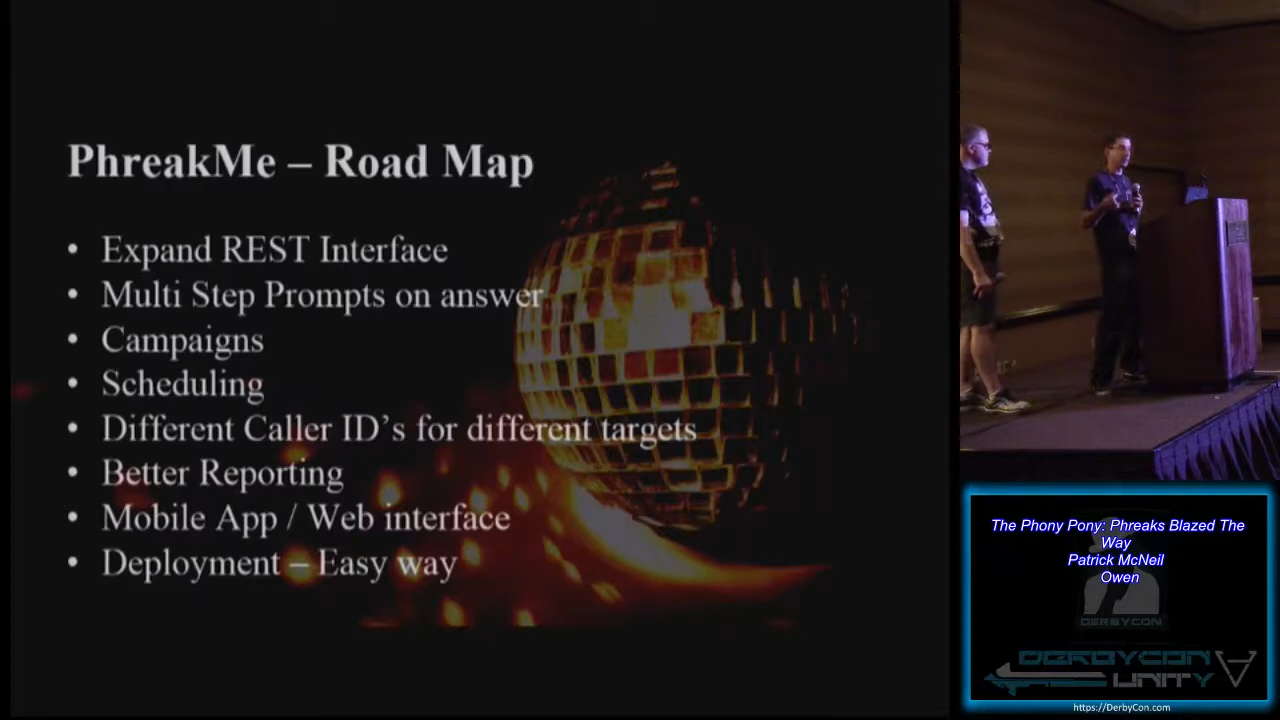 PhreakMe – Road Map
• Expand REST Interface
• Multi Step Prompts on answer
• Campaigns
• Scheduling
• Different Caller ID’s for different targets
• Better Reporting
• Mobile App / Web interface
• Deployment – Easy way
The Phony Pony: Phreaks Blazed The
Way
Patrick McNeil
Owen
DERBYCON
DERBYCON
UNITY
https://DerbyCon.com